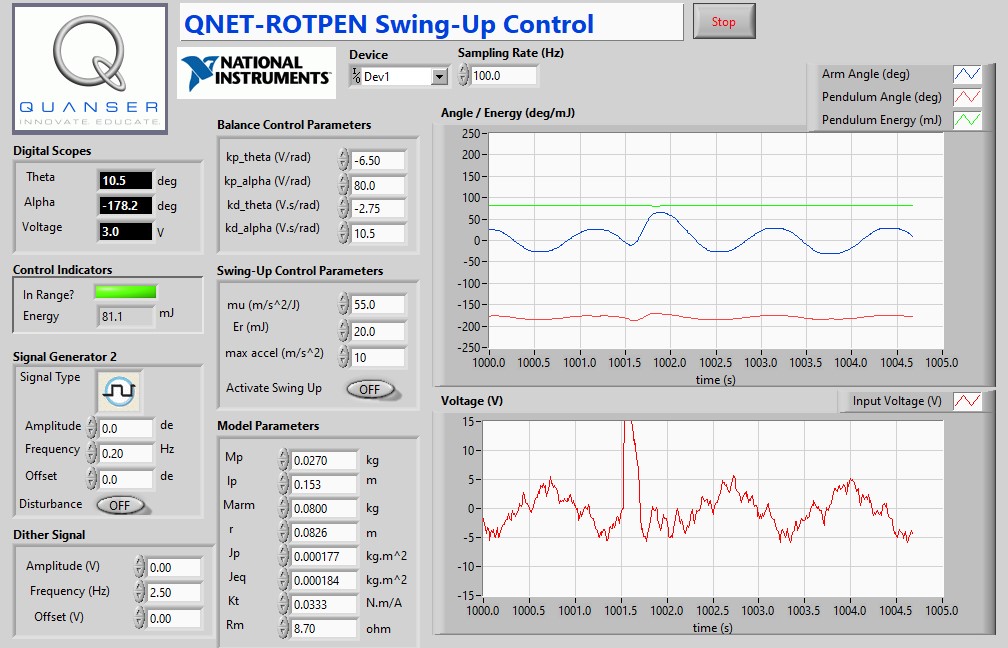 QNET-ROTPEN Swing-Up Control
Stop
QUANSER
INNOVATE. EDUCATE.
NATIONAL
INSTRUMENTS
Device
Dev1
Sampling Rate (Hz)
100.0
Digital Scopes
Theta 10.5 deg
Alpha -178.2 deg
Voltage 3.0 V
Control Indicators
In Range?
Energy 81.1 mJ
Signal Generator 2
Signal Type
Amplitude 0.0 de
Frequency 0.20 Hz
Offset 0.0 de
Disturbance OFF
Dither Signal
Amplitude (V) 0.00
Frequency (Hz) 2.50
Offset (V) 0.00
Balance Control Parameters
kp_theta (V/rad) -6.50
kp_alpha (V/rad) 80.0
kd_theta (V.s/rad) -2.75
kd_alpha (V.s/rad) 10.5
Swing-Up Control Parameters
mu (m/s^2/J) 55.0
Er (mJ) 20.0
max accel (m/s^2) 10
Activate Swing Up OFF
Model Parameters
Mp 0.0270 kg
lp 0.153 m
Marm 0.0800 kg
r 0.0826 m
Jp 0.000177 kg.m^2
Jeq 0.000184 kg.m^2
Kt 0.0333 N.m/A
Rm 8.70 ohm
Angle / Energy (deg/mJ)
Arm Angle (deg)
Pendulum Angle (deg)
Pendulum Energy (mJ)
250
200
150
100
50
0
-50
-100
-150
-200
-250
1000.0 1000.5 1001.0 1001.5 1002.0 1002.5 1003.0 1003.5 1004.0 1004.5 1005.0
time (s)
Voltage (V)
Input Voltage (V)
15
10
5
0
-5
-10
-15
1000.0 1000.5 1001.0 1001.5 1002.0 1002.5 1003.0 1003.5 1004.0 1004.5 1005.0
time (s)